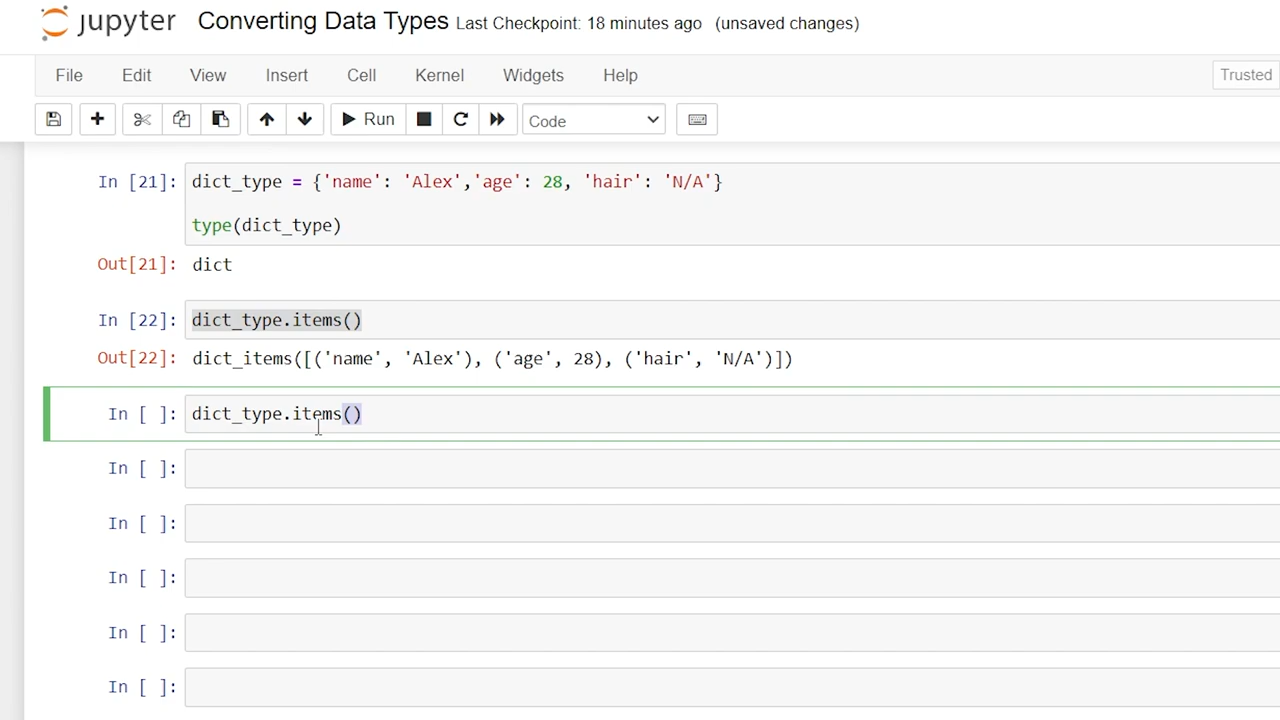 jupyter Converting Data Types Last Checkpoint: 18 minutes ago (unsaved changes)
File Edit View Insert Cell Kernel Widgets Help Trusted
Run Code
In [21]: dict_type = {'name': 'Alex','age': 28, 'hair': 'N/A'}
type(dict_type)
Out[21]: dict
In [22]: dict_type.items()
Out[22]: dict_items([('name', 'Alex'), ('age', 28), ('hair', 'N/A')])
In [ ]: dict_type.items()
In [ ]:
In [ ]:
In [ ]:
In [ ]:
In [ ]: